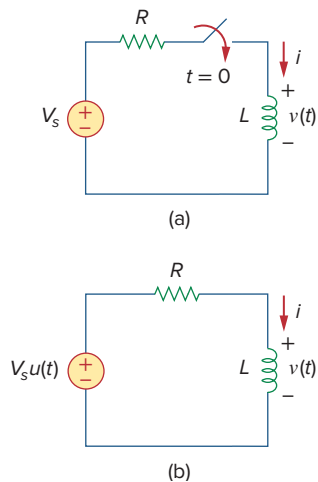 R
i
t = 0
+
Vs
+
−
L
v(t)
−
(a)
R
i
+
Vsu(t)
+
−
L
v(t)
−
(b)